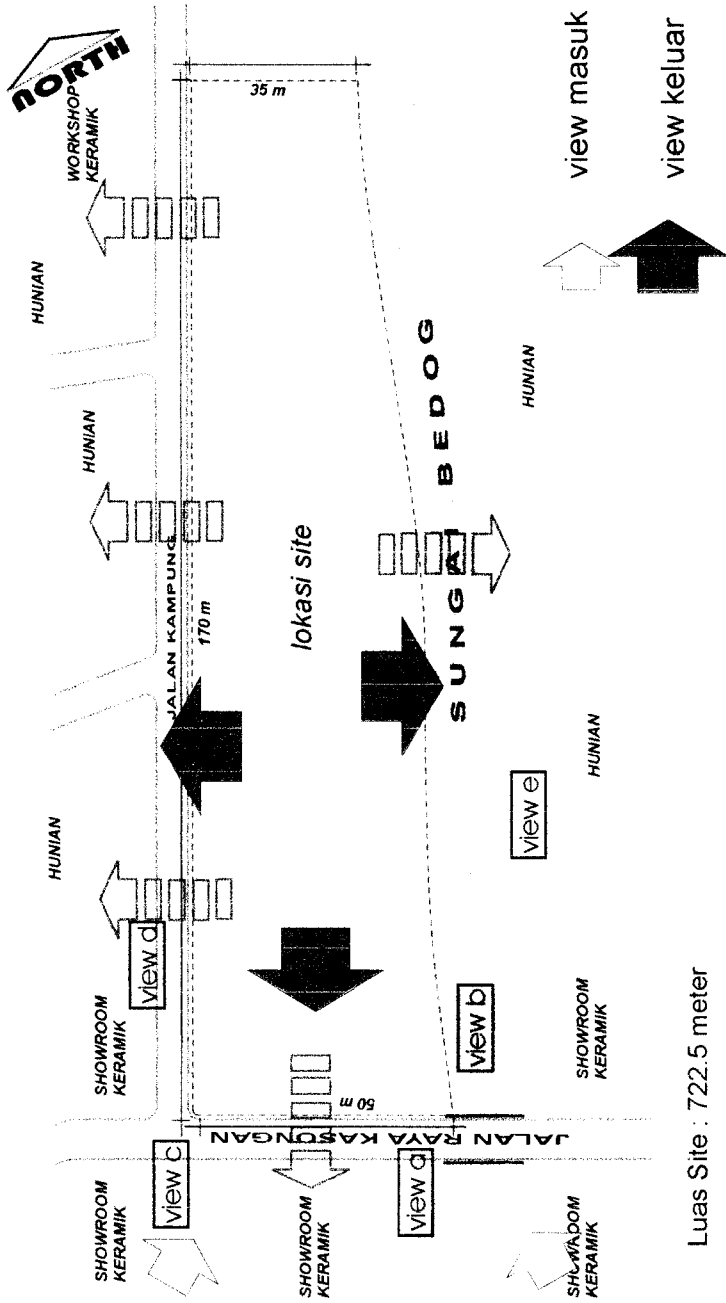 NORTH
WORKSHOP
KERAMIK
HUNIAN
HUNIAN
HUNIAN
SHOWROOM
KERAMIK
SHOWROOM
KERAMIK
view d
view c
JALAN KAMPUNG
170 m
35 m
lokasi site
50 m
JALAN RAYA KASONGAN
SHOWROOM
KERAMIK
view a
view b
view e
SUNGAI BEDOG
HUNIAN
HUNIAN
SHOWROOM
KERAMIK
SHOWROOM
KERAMIK
view masuk
view keluar
Luas Site : 722.5 meter